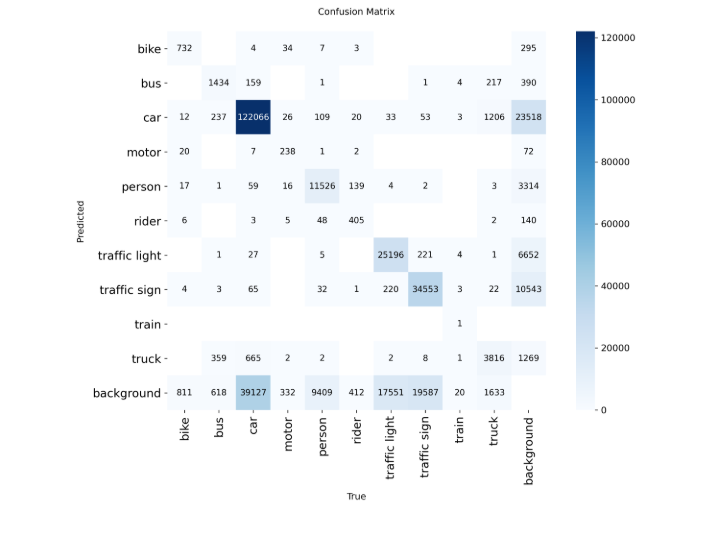 Confusion Matrix
bike 732 4 34 7 3 295
bus 1434 159 1 1 4 217 390
car 12 237 122066 26 109 20 33 53 3 1206 23518
motor 20 7 238 1 2 72
person 17 1 59 16 11526 139 4 2 3 3314
rider 6 3 5 48 405 2 140
traffic light 1 27 5 25196 221 4 1 6652
traffic sign 4 3 65 32 1 220 34553 3 22 10543
train 1
truck 359 665 2 2 2 8 1 3816 1269
background 811 618 39127 332 9409 412 17551 19587 20 1633
bike bus car motor person rider traffic light traffic sign train truck background
True
Predicted
120000
100000
80000
60000
40000
20000
0